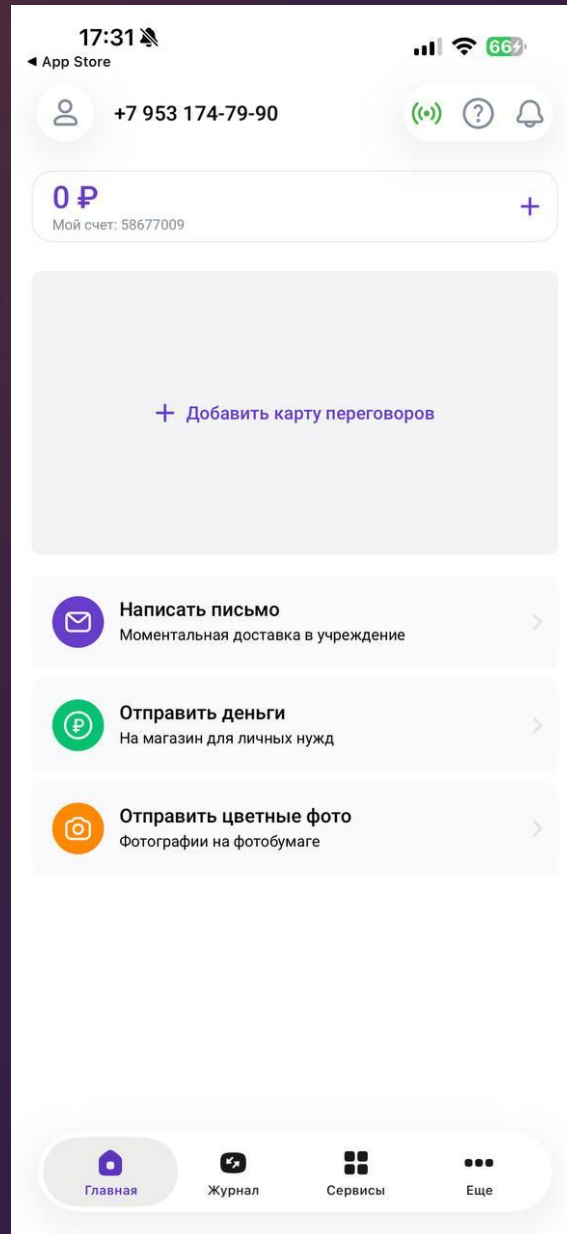 17:31
◀ App Store
66
+7 953 174-79-90
0 ₽
Мой счет: 58677009
+
+ Добавить карту переговоров
Написать письмо
Моментальная доставка в учреждение
Отправить деньги
На магазин для личных нужд
Отправить цветные фото
Фотографии на фотобумаге
Главная
Журнал
Сервисы
Еще